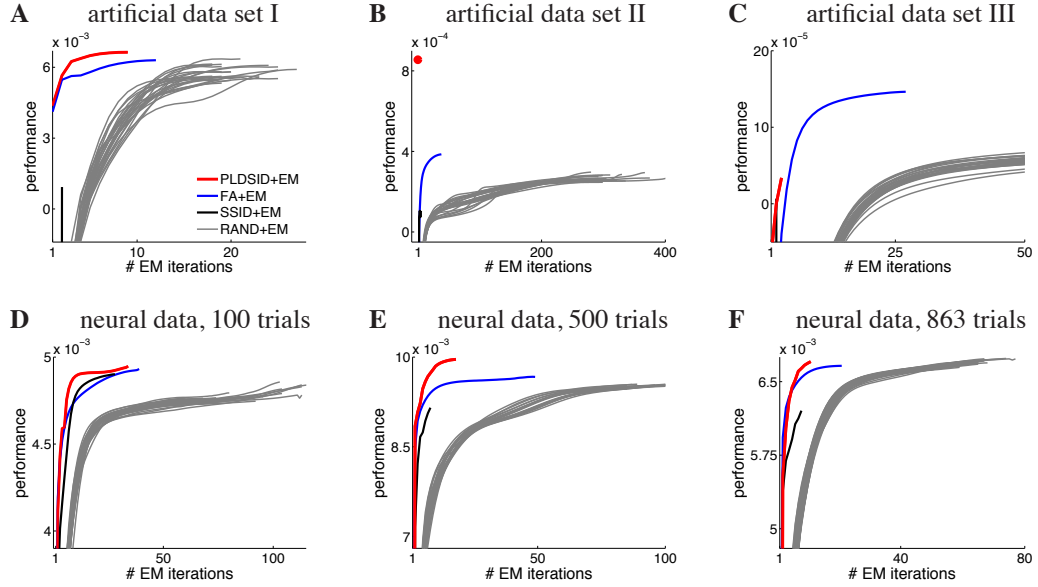 A artificial data set I
x 10⁻³
6
3
0
performance
PLDSID+EM
FA+EM
SSID+EM
RAND+EM
1 10 20
# EM iterations
B artificial data set II
x 10⁻⁴
8
4
0
performance
1 200 400
# EM iterations
C artificial data set III
x 10⁻⁵
20
10
0
performance
1 25 50
# EM iterations
D neural data, 100 trials
x 10⁻³
5
4.5
4
performance
1 50 100
# EM iterations
E neural data, 500 trials
x 10⁻³
10
8.5
7
performance
1 50 100
# EM iterations
F neural data, 863 trials
x 10⁻³
6.5
5.75
5
performance
1 40 80
# EM iterations